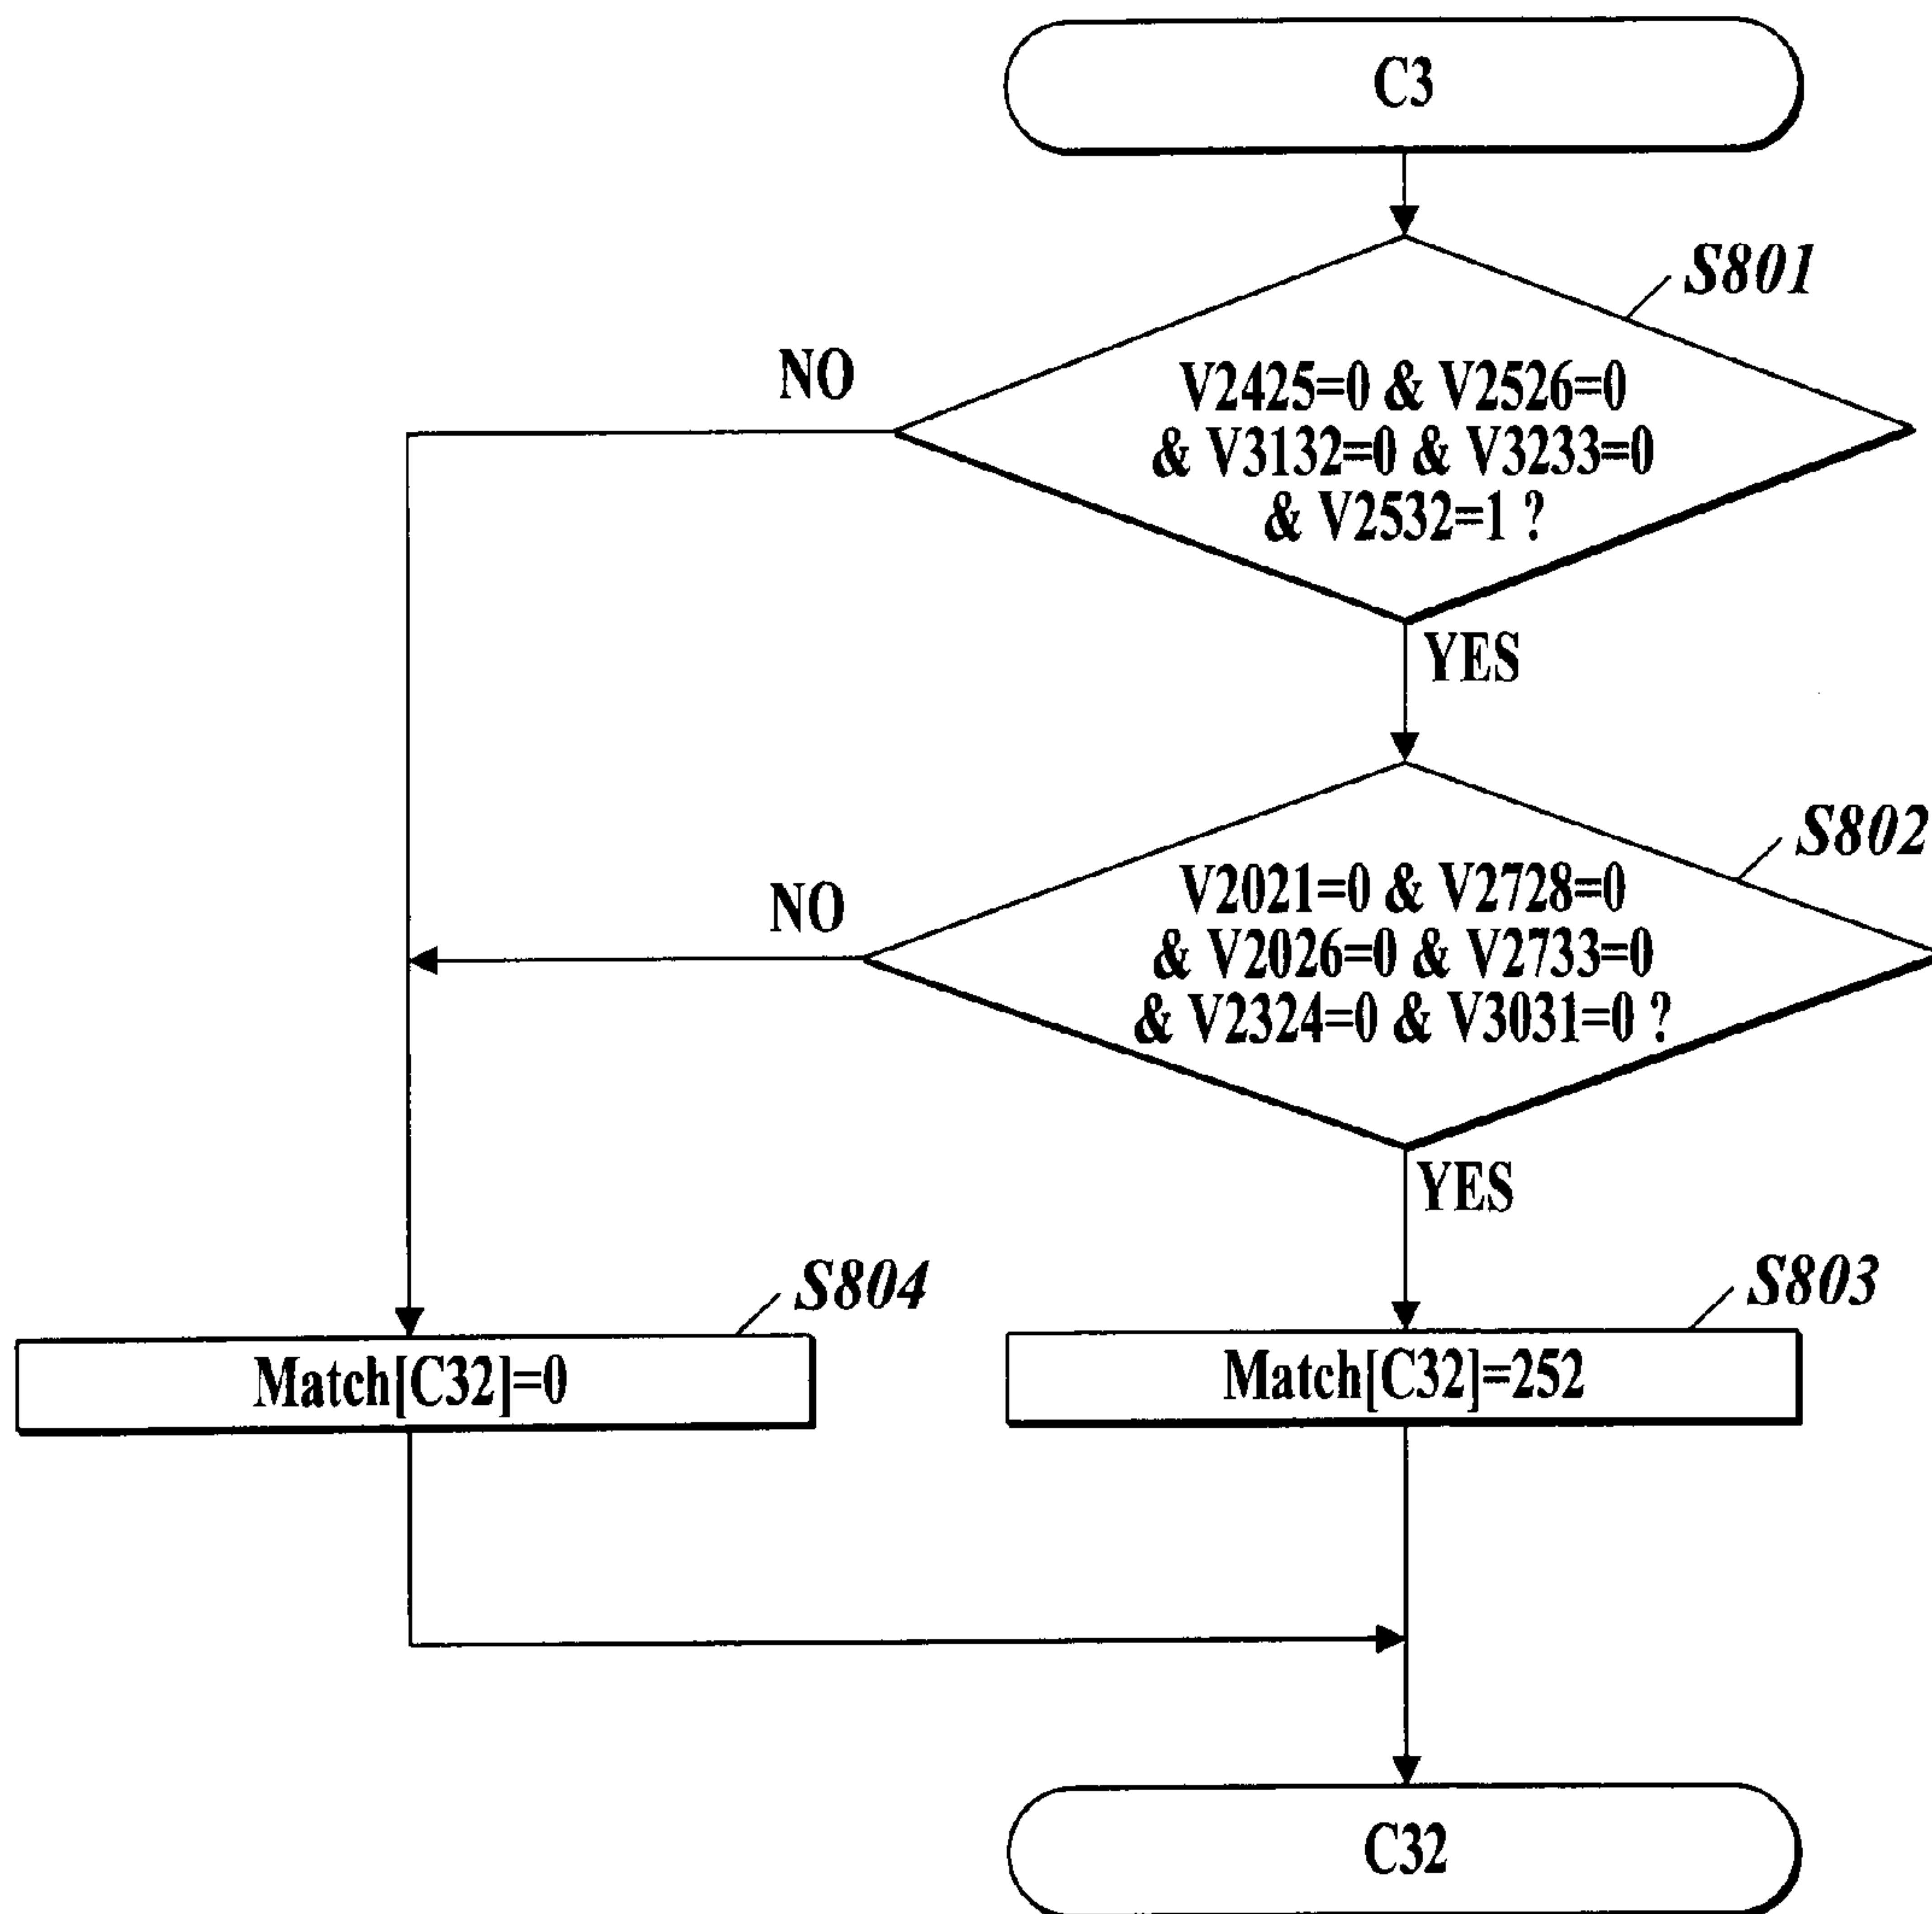 C3
S801
NO
V2425=0 & V2526=0
& V3132=0 & V3233=0
& V2532=1 ?
YES
S802
NO
V2021=0 & V2728=0
& V2026=0 & V2733=0
& V2324=0 & V3031=0 ?
YES
S804
S803
Match[C32]=0
Match[C32]=252
C32